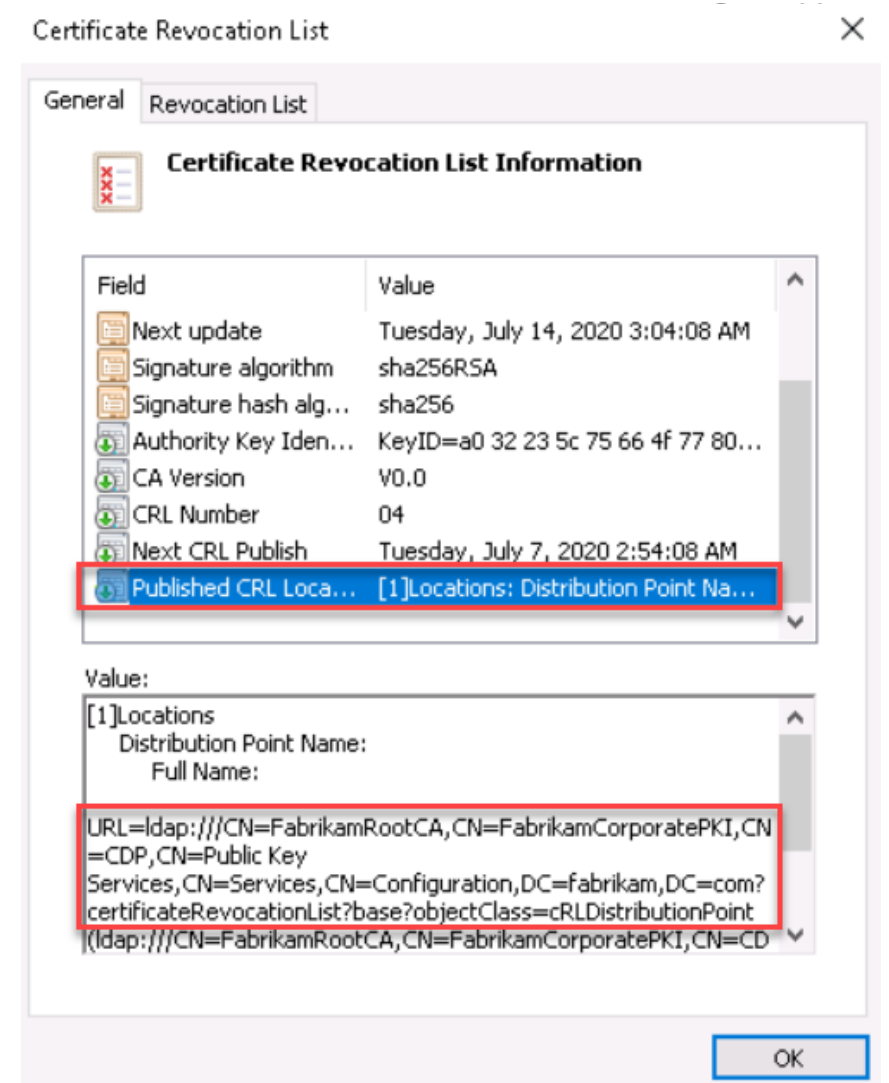 Certificate Revocation List
General Revocation List
Certificate Revocation List Information
Field Value
Next update Tuesday, July 14, 2020 3:04:08 AM
Signature algorithm sha256RSA
Signature hash alg... sha256
Authority Key Iden... KeyID=a0 32 23 5c 75 66 4f 77 80...
CA Version V0.0
CRL Number 04
Next CRL Publish Tuesday, July 7, 2020 2:54:08 AM
Published CRL Loca... [1]Locations: Distribution Point Na...
Value:
[1]Locations
Distribution Point Name:
Full Name:
URL=ldap:///CN=FabrikamRootCA,CN=FabrikamCorporatePKI,CN
=CDP,CN=Public Key
Services,CN=Services,CN=Configuration,DC=fabrikam,DC=com?
certificateRevocationList?base?objectClass=cRLDistributionPoint
(ldap:///CN=FabrikamRootCA,CN=FabrikamCorporatePKI,CN=CD
OK